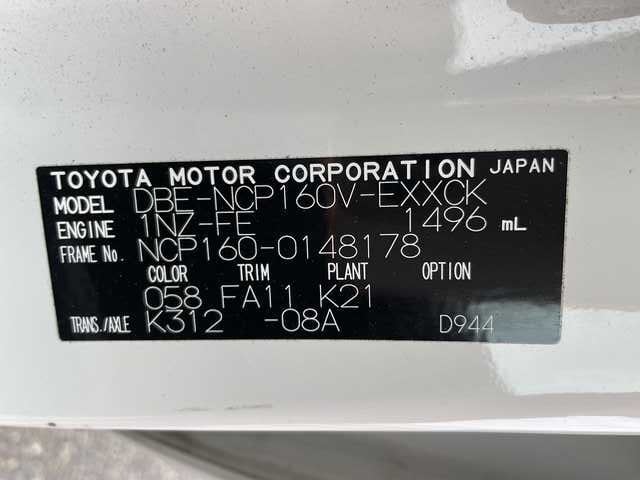 TOYOTA MOTOR CORPORATION JAPAN
MODEL DBE-NCP160V-EXXCK
ENGINE 1NZ-FE 1496 mL
FRAME No. NCP160-0148178
COLOR TRIM PLANT OPTION
058 FA11 K21
TRANS./AXLE K312 -08A D944